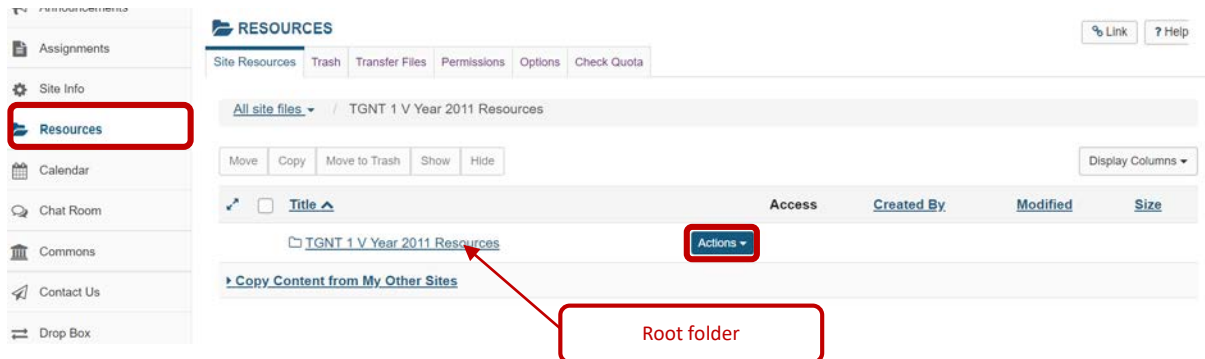 Announcements
Assignments
Site Info
Resources
Calendar
Chat Room
Commons
Contact Us
Drop Box
RESOURCES
Link ? Help
Site Resources Trash Transfer Files Permissions Options Check Quota
All site files / TGNT 1 V Year 2011 Resources
Move Copy Move to Trash Show Hide
Display Columns
Title Access Created By Modified Size
TGNT 1 V Year 2011 Resources Actions
Copy Content from My Other Sites
Root folder